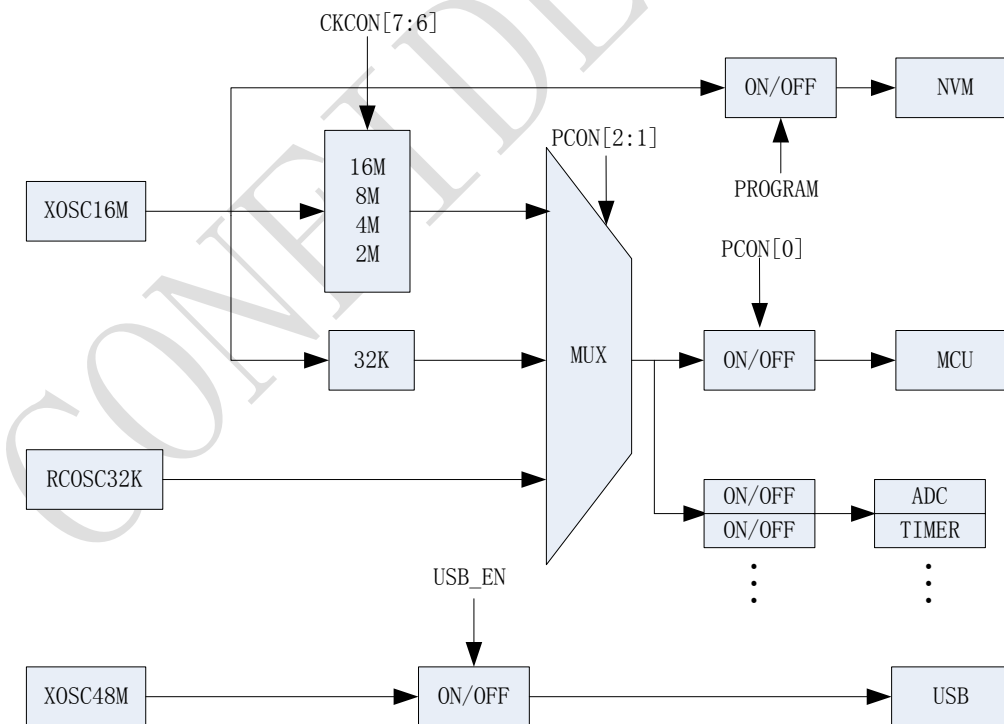 CKCON[7:6]
ON/OFF
NVM
PROGRAM
XOSC16M
16M
8M
4M
2M
PCON[2:1]
PCON[0]
32K
MUX
ON/OFF
MCU
RCOSC32K
ON/OFF
ON/OFF
ADC
TIMER
USB_EN
XOSC48M
ON/OFF
USB